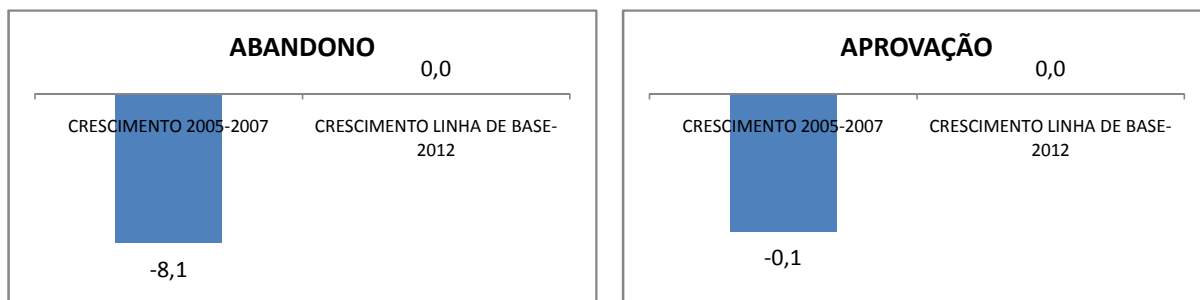 ABANDONO
0,0
CRESCIMENTO 2005-2007
CRESCIMENTO LINHA DE BASE-
2012
-8,1
APROVAÇÃO
0,0
CRESCIMENTO 2005-2007
CRESCIMENTO LINHA DE BASE-
2012
-0,1